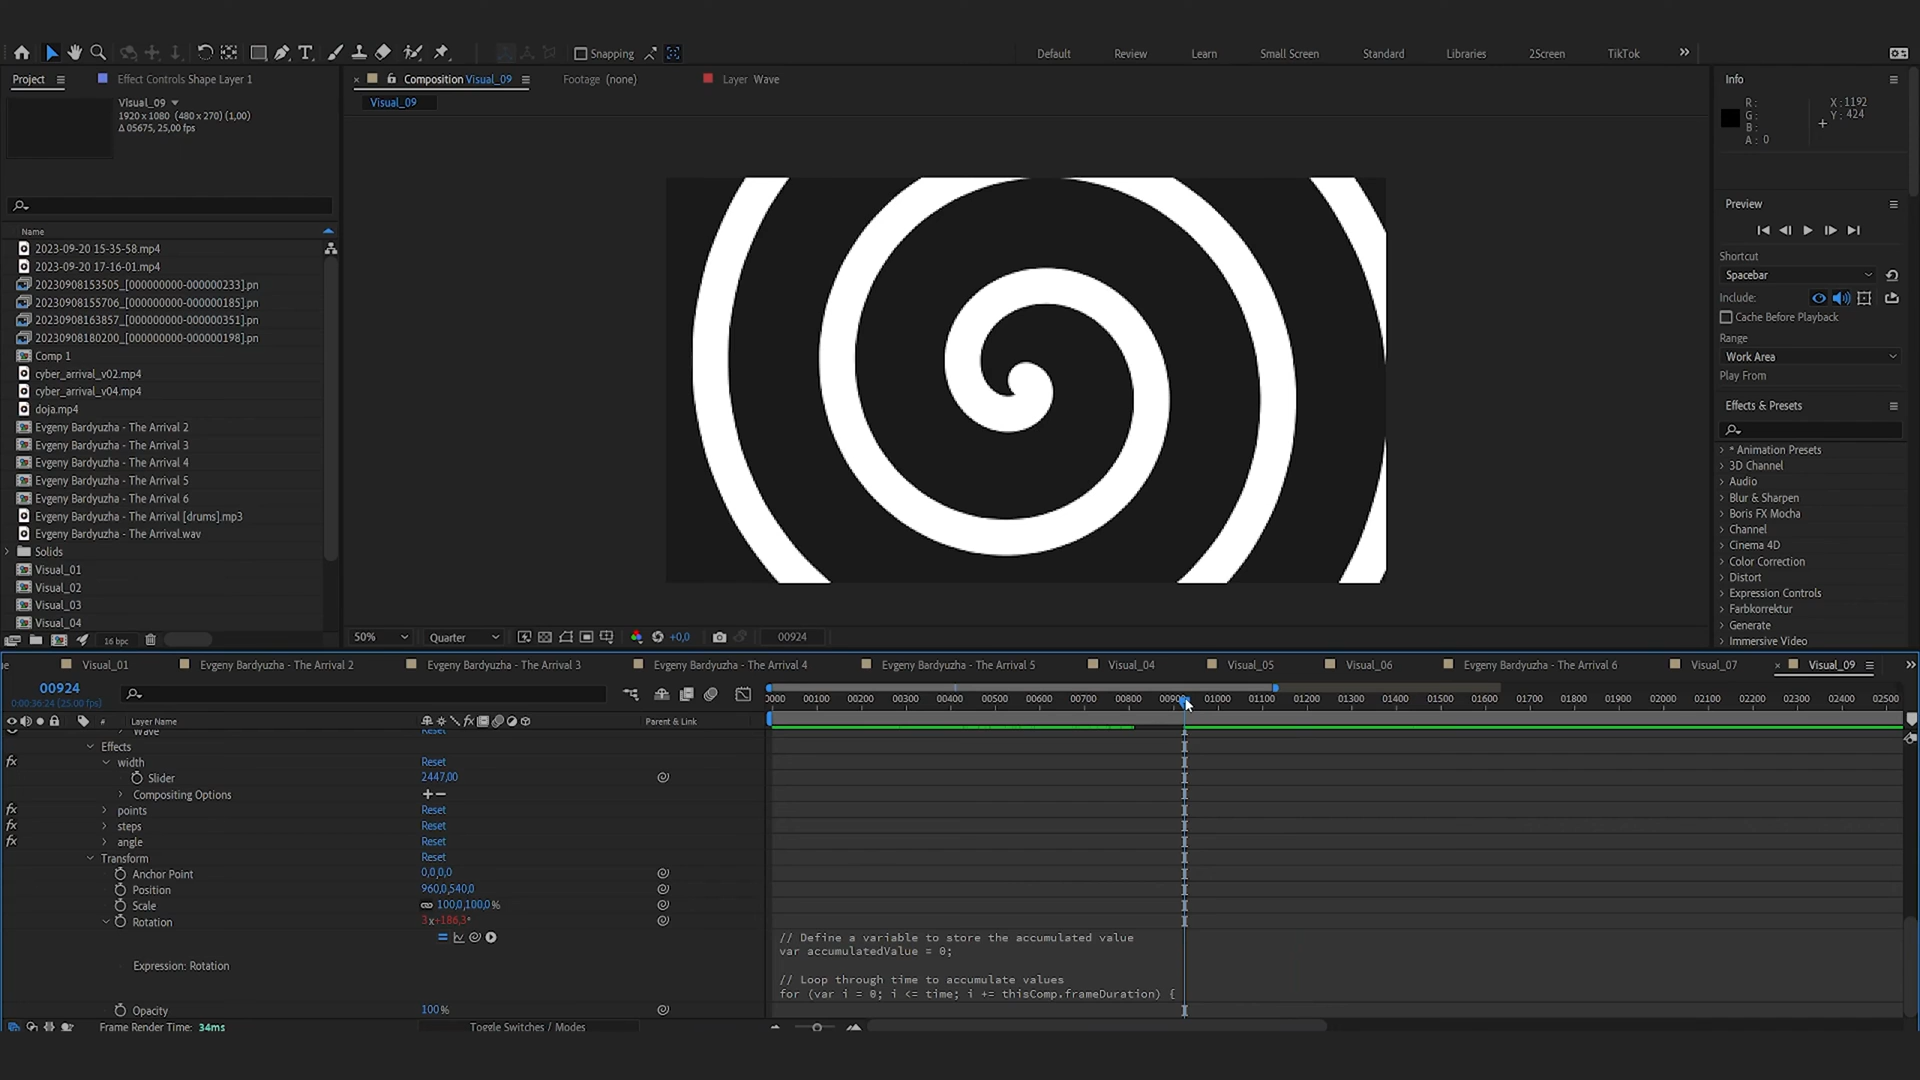 Snapping
Default
Review
Learn
Small Screen
Standard
Libraries
2Screen
TikTok
Project
Effect Controls Shape Layer 1
Composition Visual_09
Footage (none)
Layer Wave
Info
Visual_09
1920 x 1080 (480 x 270) (1,00)
Δ 05675, 25,00 fps
Visual_09
R:
G:
B:
A: 0
X: 1192
Y: 424
Preview
Shortcut
Spacebar
Include:
Cache Before Playback
Range
Work Area
Play From
Effects & Presets
* Animation Presets
3D Channel
Audio
Blur & Sharpen
Boris FX Mocha
Channel
Cinema 4D
Color Correction
Distort
Expression Controls
Farbkorrektur
Generate
Immersive Video
Name
2023-09-20 15-35-58.mp4
2023-09-20 17-16-01.mp4
20230908153505_[000000000-000000233].pn
20230908155706_[000000000-000000185].pn
20230908163857_[000000000-000000351].pn
20230908180200_[000000000-000000198].pn
Comp 1
cyber_arrival_v02.mp4
cyber_arrival_v04.mp4
doja.mp4
Evgeny Bardyuzha - The Arrival 2
Evgeny Bardyuzha - The Arrival 3
Evgeny Bardyuzha - The Arrival 4
Evgeny Bardyuzha - The Arrival 5
Evgeny Bardyuzha - The Arrival 6
Evgeny Bardyuzha - The Arrival [drums].mp3
Evgeny Bardyuzha - The Arrival.wav
Solids
Visual_01
Visual_02
Visual_03
Visual_04
16 bpc
50%
Quarter
+0,0
00924
Visual_01
Evgeny Bardyuzha - The Arrival 2
Evgeny Bardyuzha - The Arrival 3
Evgeny Bardyuzha - The Arrival 4
Evgeny Bardyuzha - The Arrival 5
Visual_04
Visual_05
Visual_06
Evgeny Bardyuzha - The Arrival 6
Visual_07
Visual_09
00924
0:00:36:24 (25.00 fps)
0000 00100 00200 00300 00400 00500 00600 00700 00800 0090 01000 01100 01200 01300 01400 01500 01600 01700 01800 01900 02000 02100 02200 02300 02400 02500
# Layer Name
Parent & Link
Wave Reset
Effects
width Reset
Slider 2447,00
Compositing Options
points Reset
steps Reset
angle Reset
Transform Reset
Anchor Point 0,0,0,0
Position 960,0,540,0
Scale 100,0,100,0%
Rotation 3x+186,3°
Expression: Rotation
// Define a variable to store the accumulated value
var accumulatedValue = 0;
// Loop through time to accumulate values
for (var i = 0; i <= time; i += thisComp.frameDuration) {
Opacity 100%
Frame Render Time: 34ms
Toggle Switches / Modes